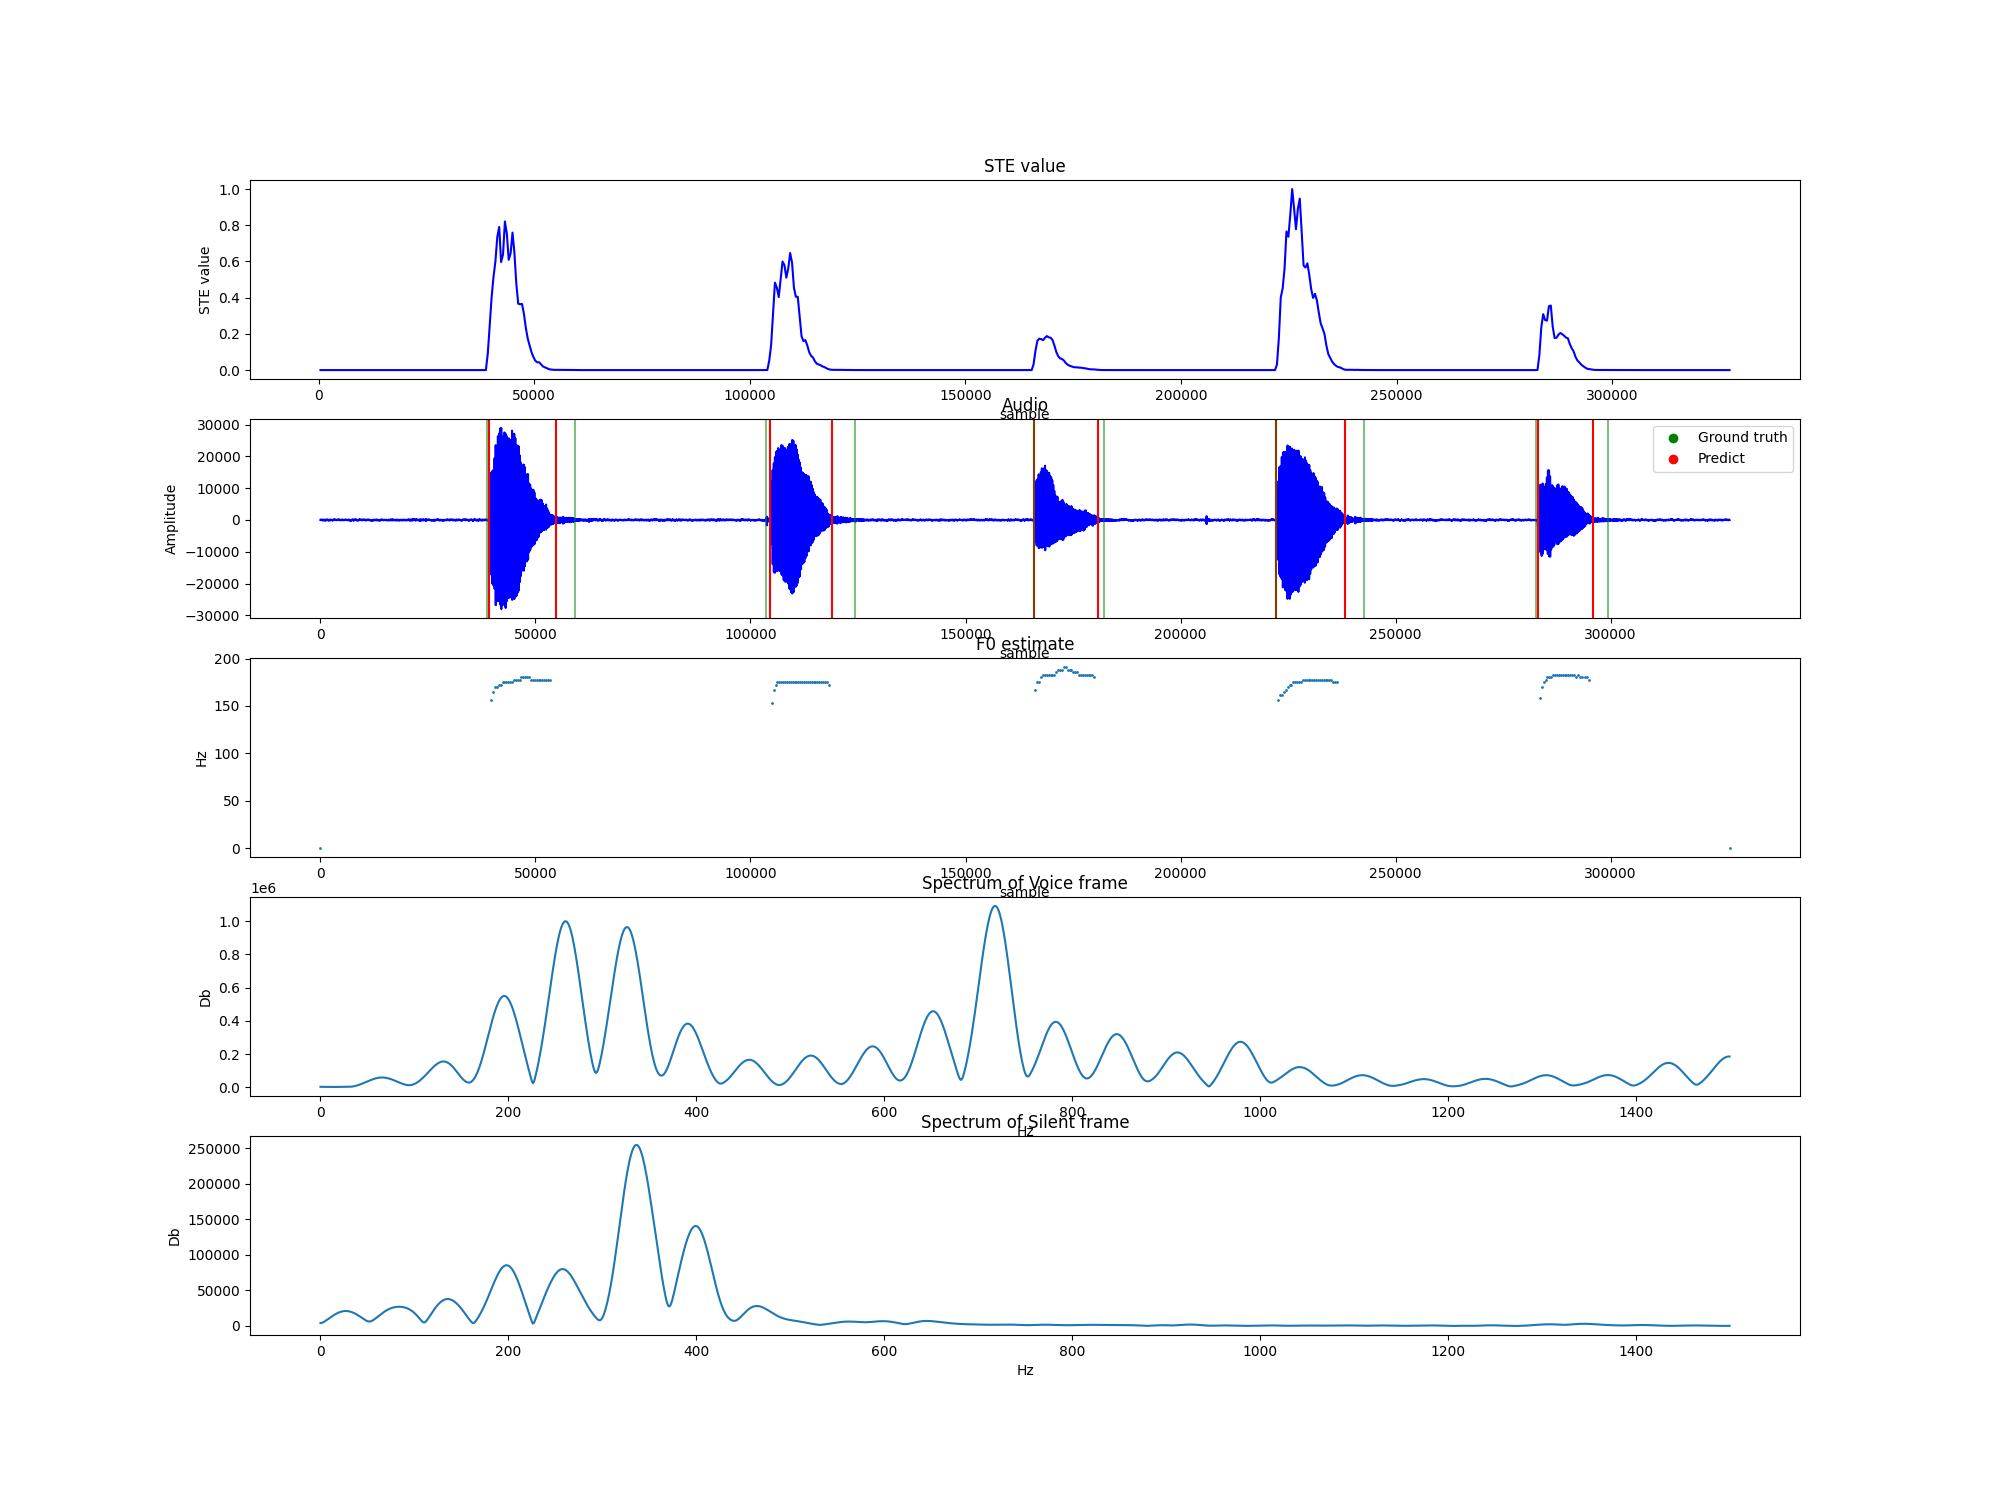 STE value
1.0
0.8
0.6
0.4
0.2
0.0
STE value
0 50000 100000 150000 200000 250000 300000
sample
Audio
30000
20000
10000
0
−10000
−20000
−30000
Amplitude
Ground truth
Predict
0 50000 100000 150000 200000 250000 300000
sample
F0 estimate
200
150
100
50
0
Hz
0 50000 100000 150000 200000 250000 300000
sample
Spectrum of Voice frame
1e6
1.0
0.8
0.6
0.4
0.2
0.0
Db
0 200 400 600 800 1000 1200 1400
Hz
Spectrum of Silent frame
250000
200000
150000
100000
50000
0
Db
0 200 400 600 800 1000 1200 1400
Hz